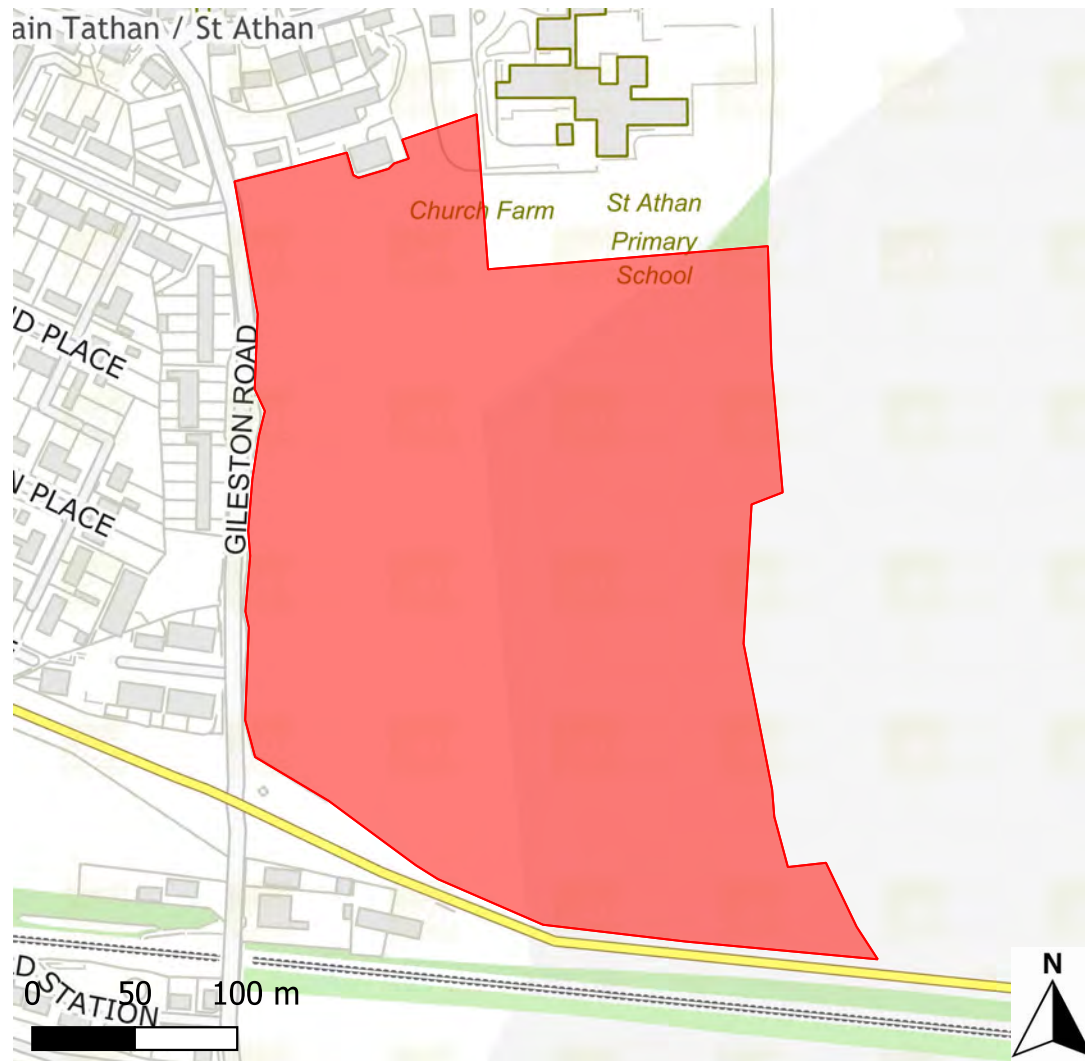 ain Tathan / St Athan
Church Farm
St Athan
Primary
School
D PLACE
GILESTON ROAD
N PLACE
D STATION
0 50 100 m
N